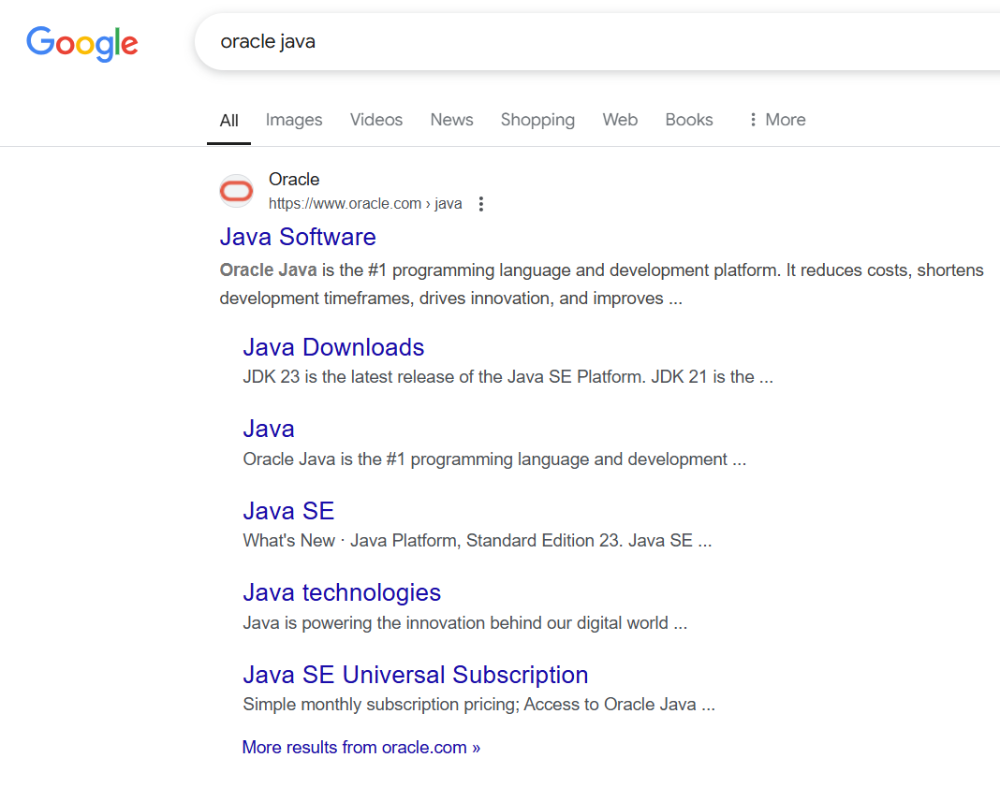 Google
oracle java
All Images Videos News Shopping Web Books More
Oracle
https://www.oracle.com › java
Java Software
Oracle Java is the #1 programming language and development platform. It reduces costs, shortens
development timeframes, drives innovation, and improves ...
Java Downloads
JDK 23 is the latest release of the Java SE Platform. JDK 21 is the ...
Java
Oracle Java is the #1 programming language and development ...
Java SE
What's New · Java Platform, Standard Edition 23. Java SE ...
Java technologies
Java is powering the innovation behind our digital world ...
Java SE Universal Subscription
Simple monthly subscription pricing; Access to Oracle Java ...
More results from oracle.com »